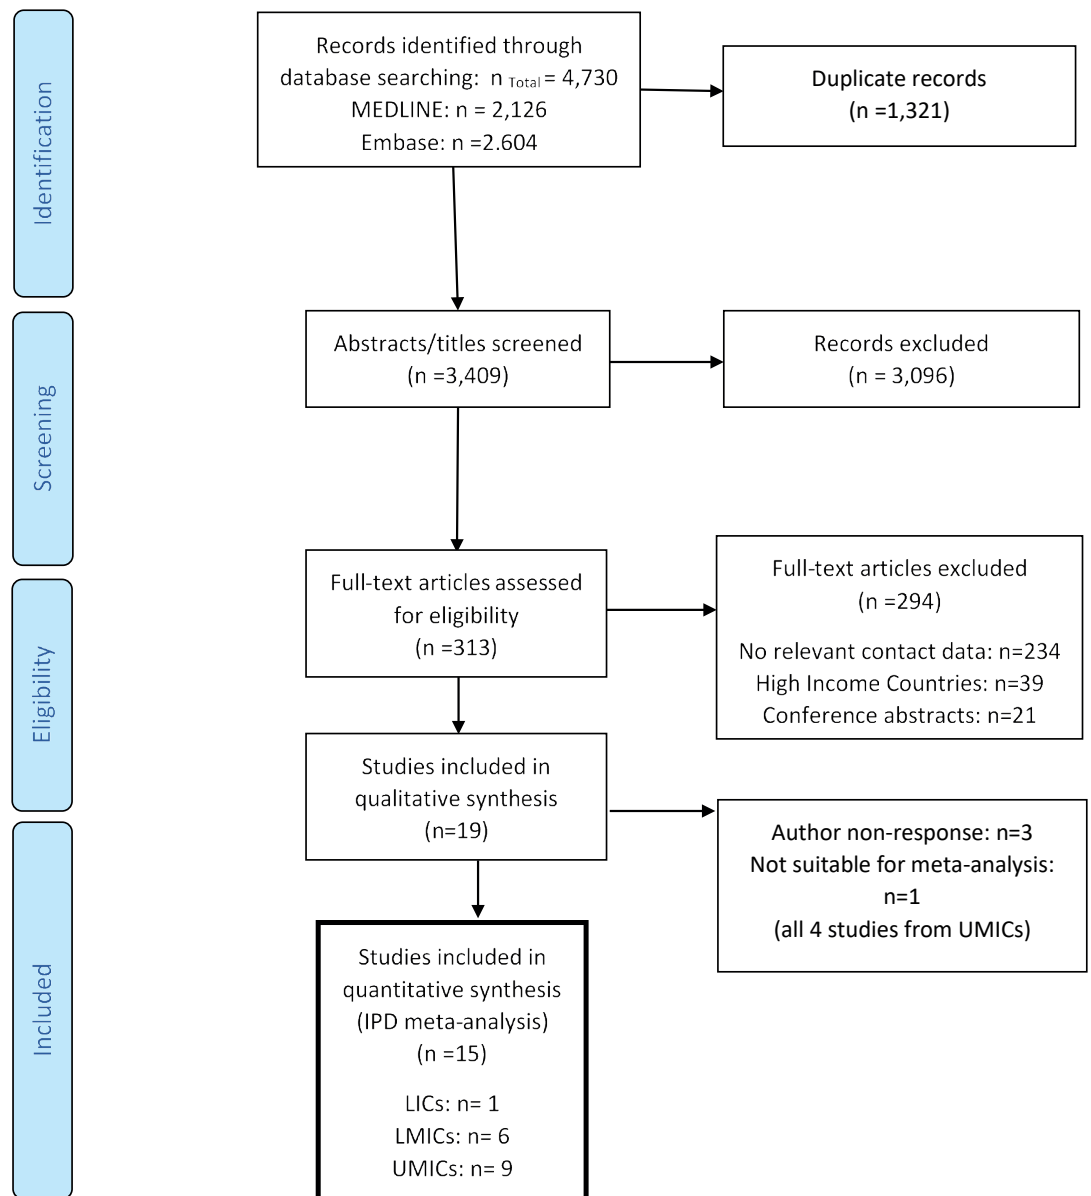 Identification
Records identified through
database searching: n Total = 4,730
MEDLINE: n = 2,126
Embase: n =2.604
Duplicate records
(n =1,321)
Screening
Abstracts/titles screened
(n =3,409)
Records excluded
(n = 3,096)
Eligibility
Full-text articles assessed
for eligibility
(n =313)
Full-text articles excluded
(n =294)
No relevant contact data: n=234
High Income Countries: n=39
Conference abstracts: n=21
Studies included in
qualitative synthesis
(n=19)
Author non-response: n=3
Not suitable for meta-analysis:
n=1
(all 4 studies from UMICs)
Included
Studies included in
quantitative synthesis
(IPD meta-analysis)
(n =15)
LICs: n= 1
LMICs: n= 6
UMICs: n= 9